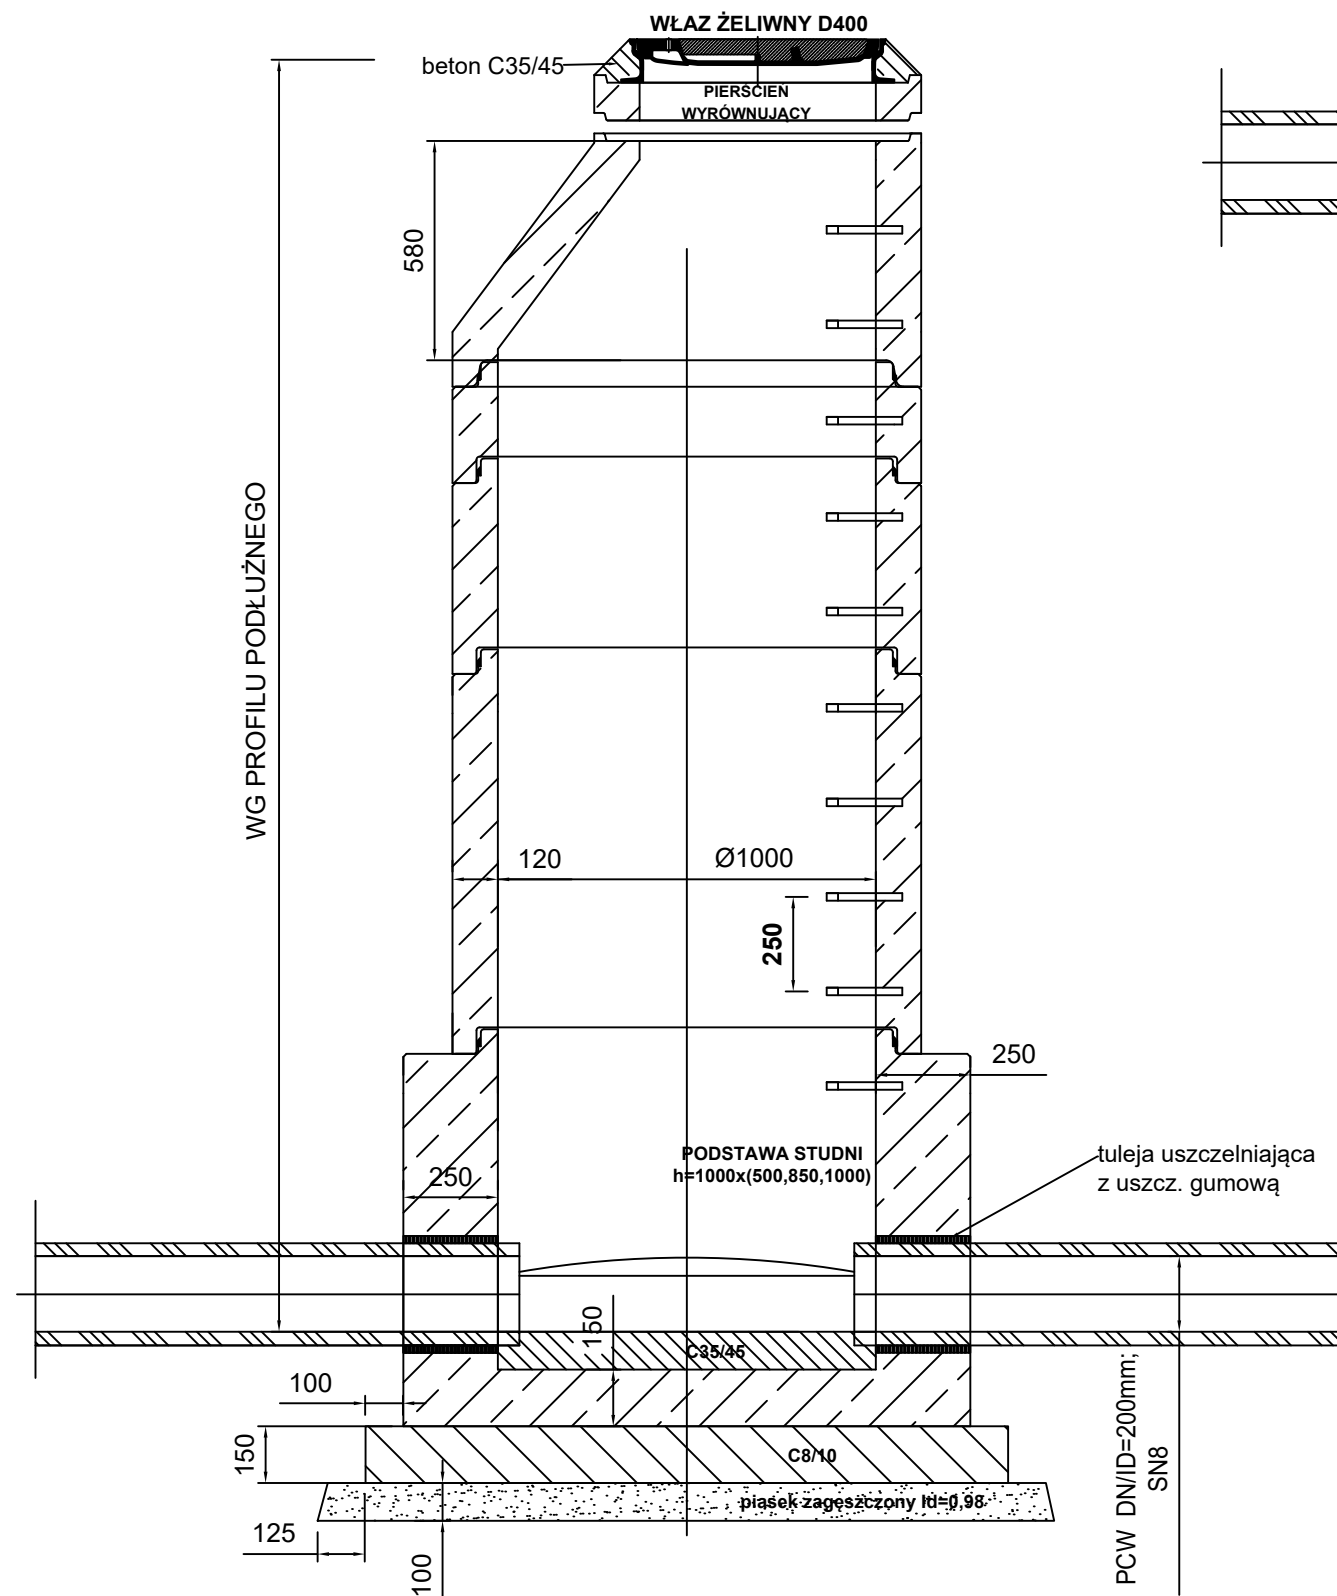 WŁAZ ŻELIWNY D400
beton C35/45
PIERŚCIEŃ
WYRÓWNUJĄCY
580
WG PROFILU PODŁUŻNEGO
120
Ø1000
250
250
PODSTAWA STUDNI
h=1000x(500,850,1000)
250
tuleja uszczelniająca
z uszcz. gumową
150
C35/45
100
150
C8/10
piasek zagęszczony Id=0,98
125
100
PCW DN/ID=200mm;
SN8